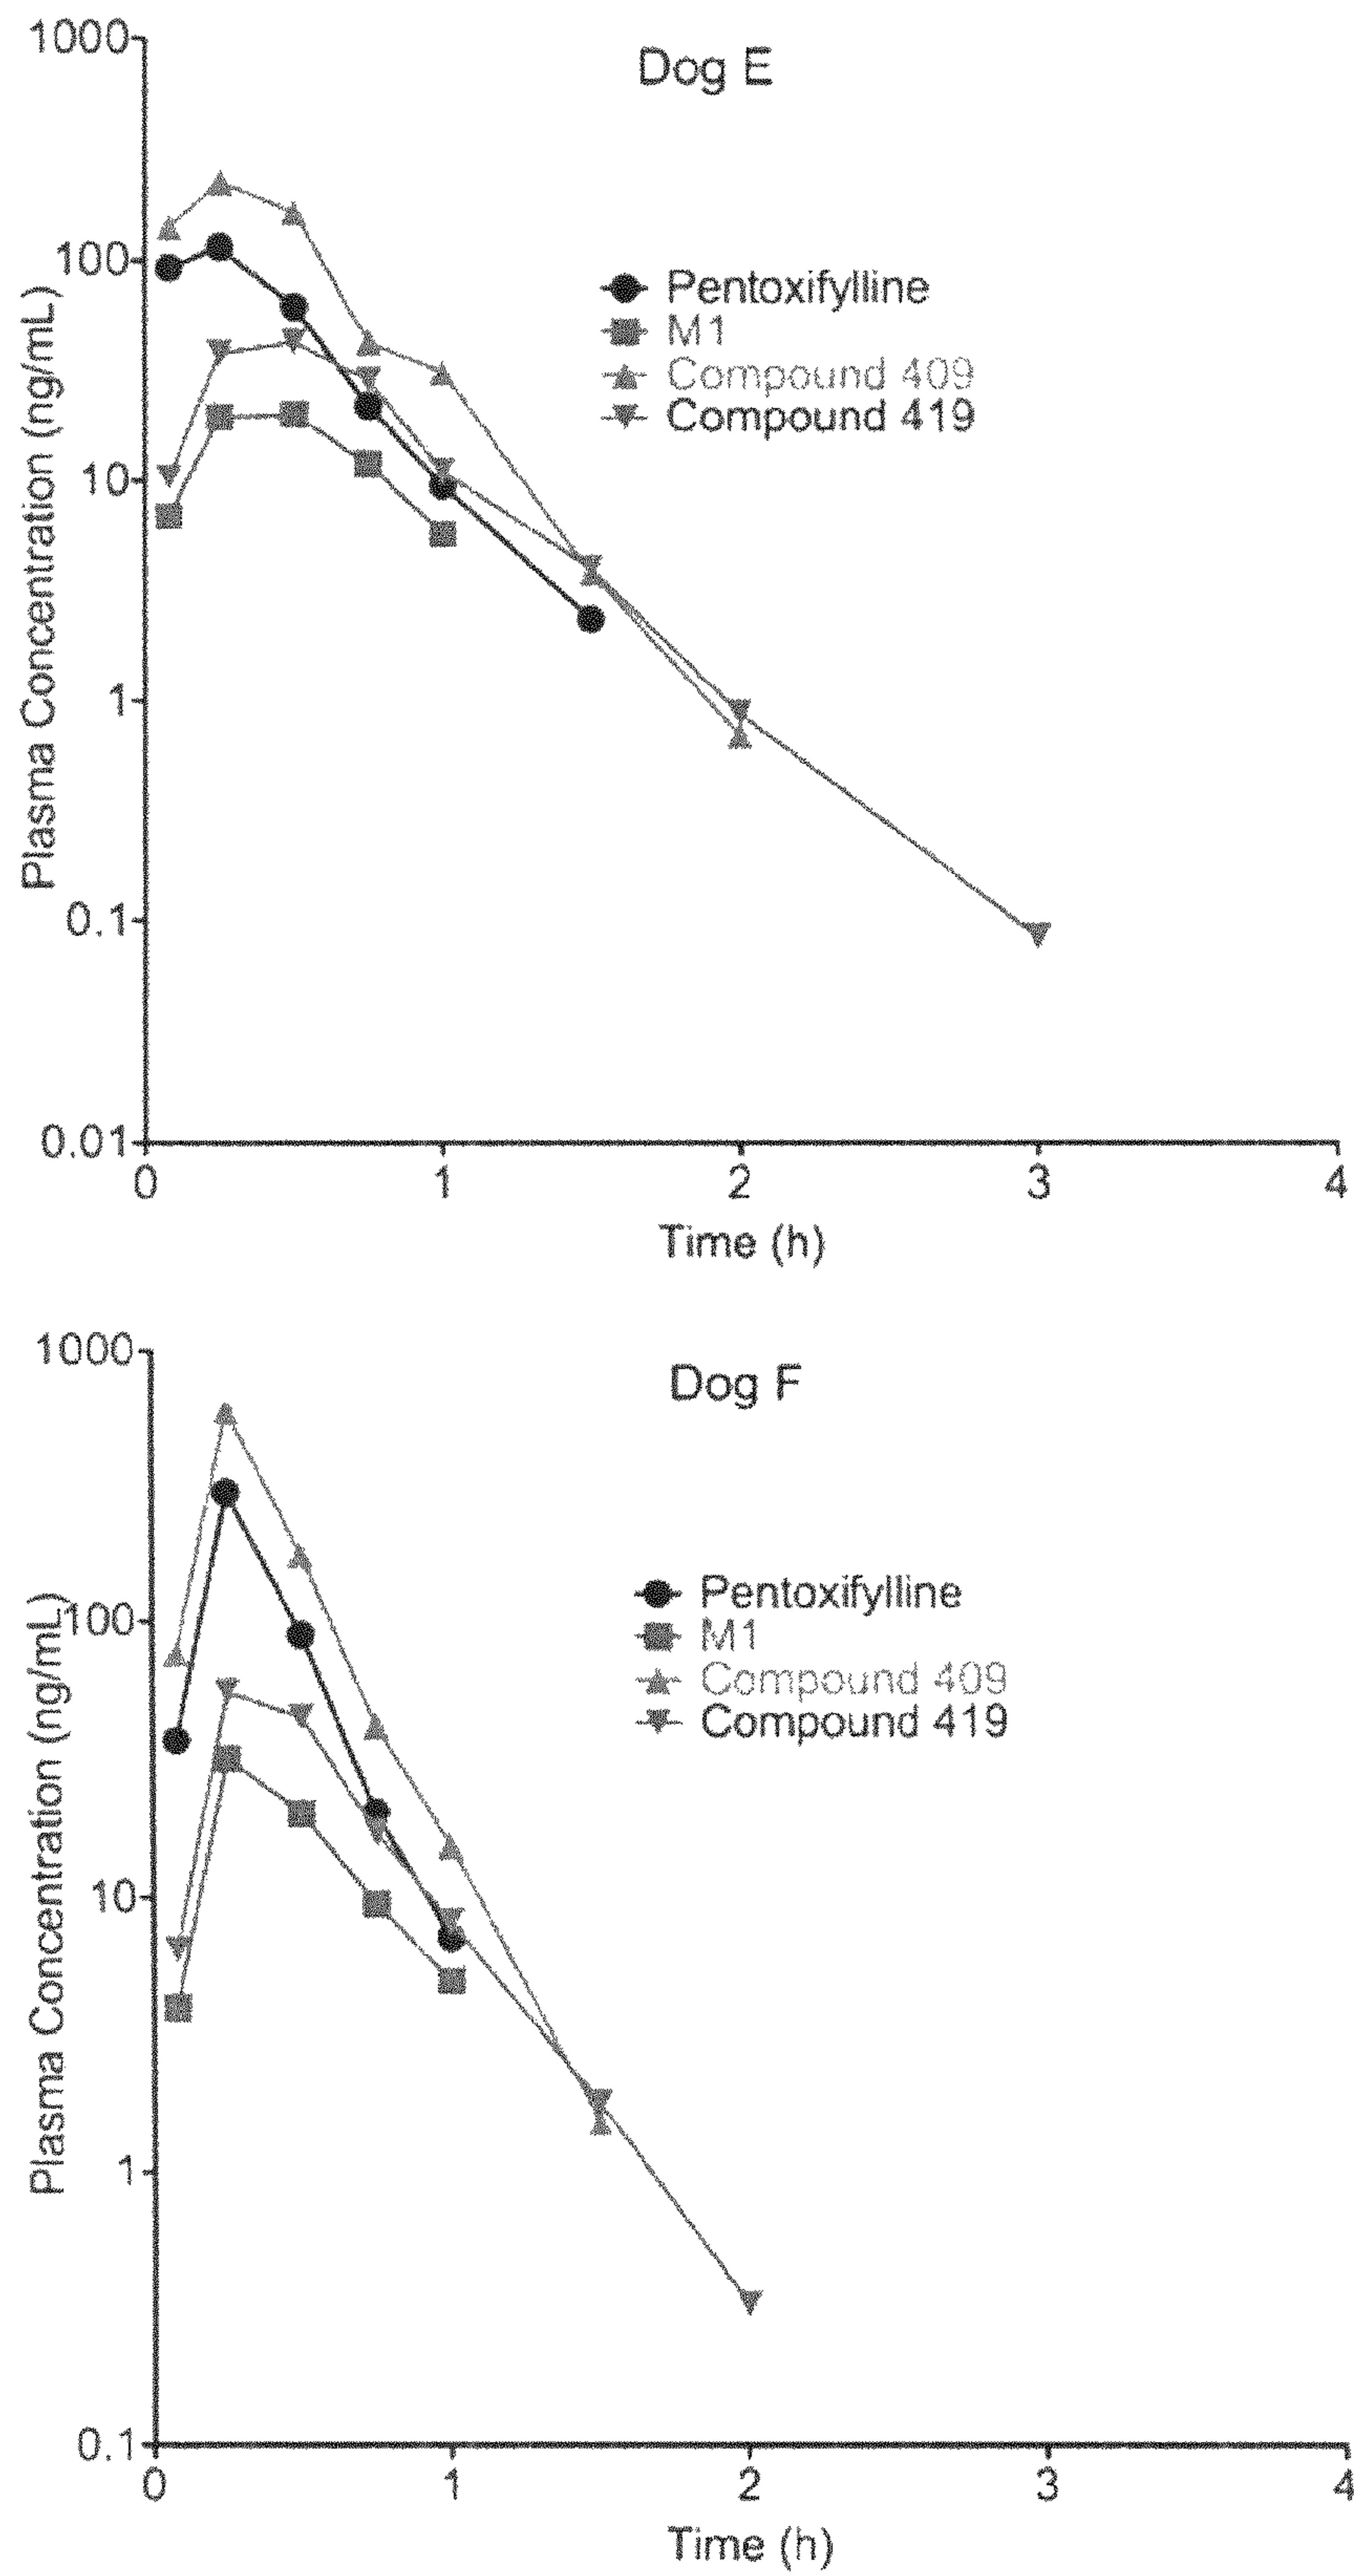 Dog E
1000
100
10
1
0.1
0.01
Plasma Concentration (ng/mL)
Pentoxifylline
M1
Compound 409
Compound 419
0 1 2 3 4
Time (h)
Dog F
1000
100
10
1
0.1
Plasma Concentration (ng/mL)
Pentoxifylline
M1
Compound 409
Compound 419
0 1 2 3 4
Time (h)